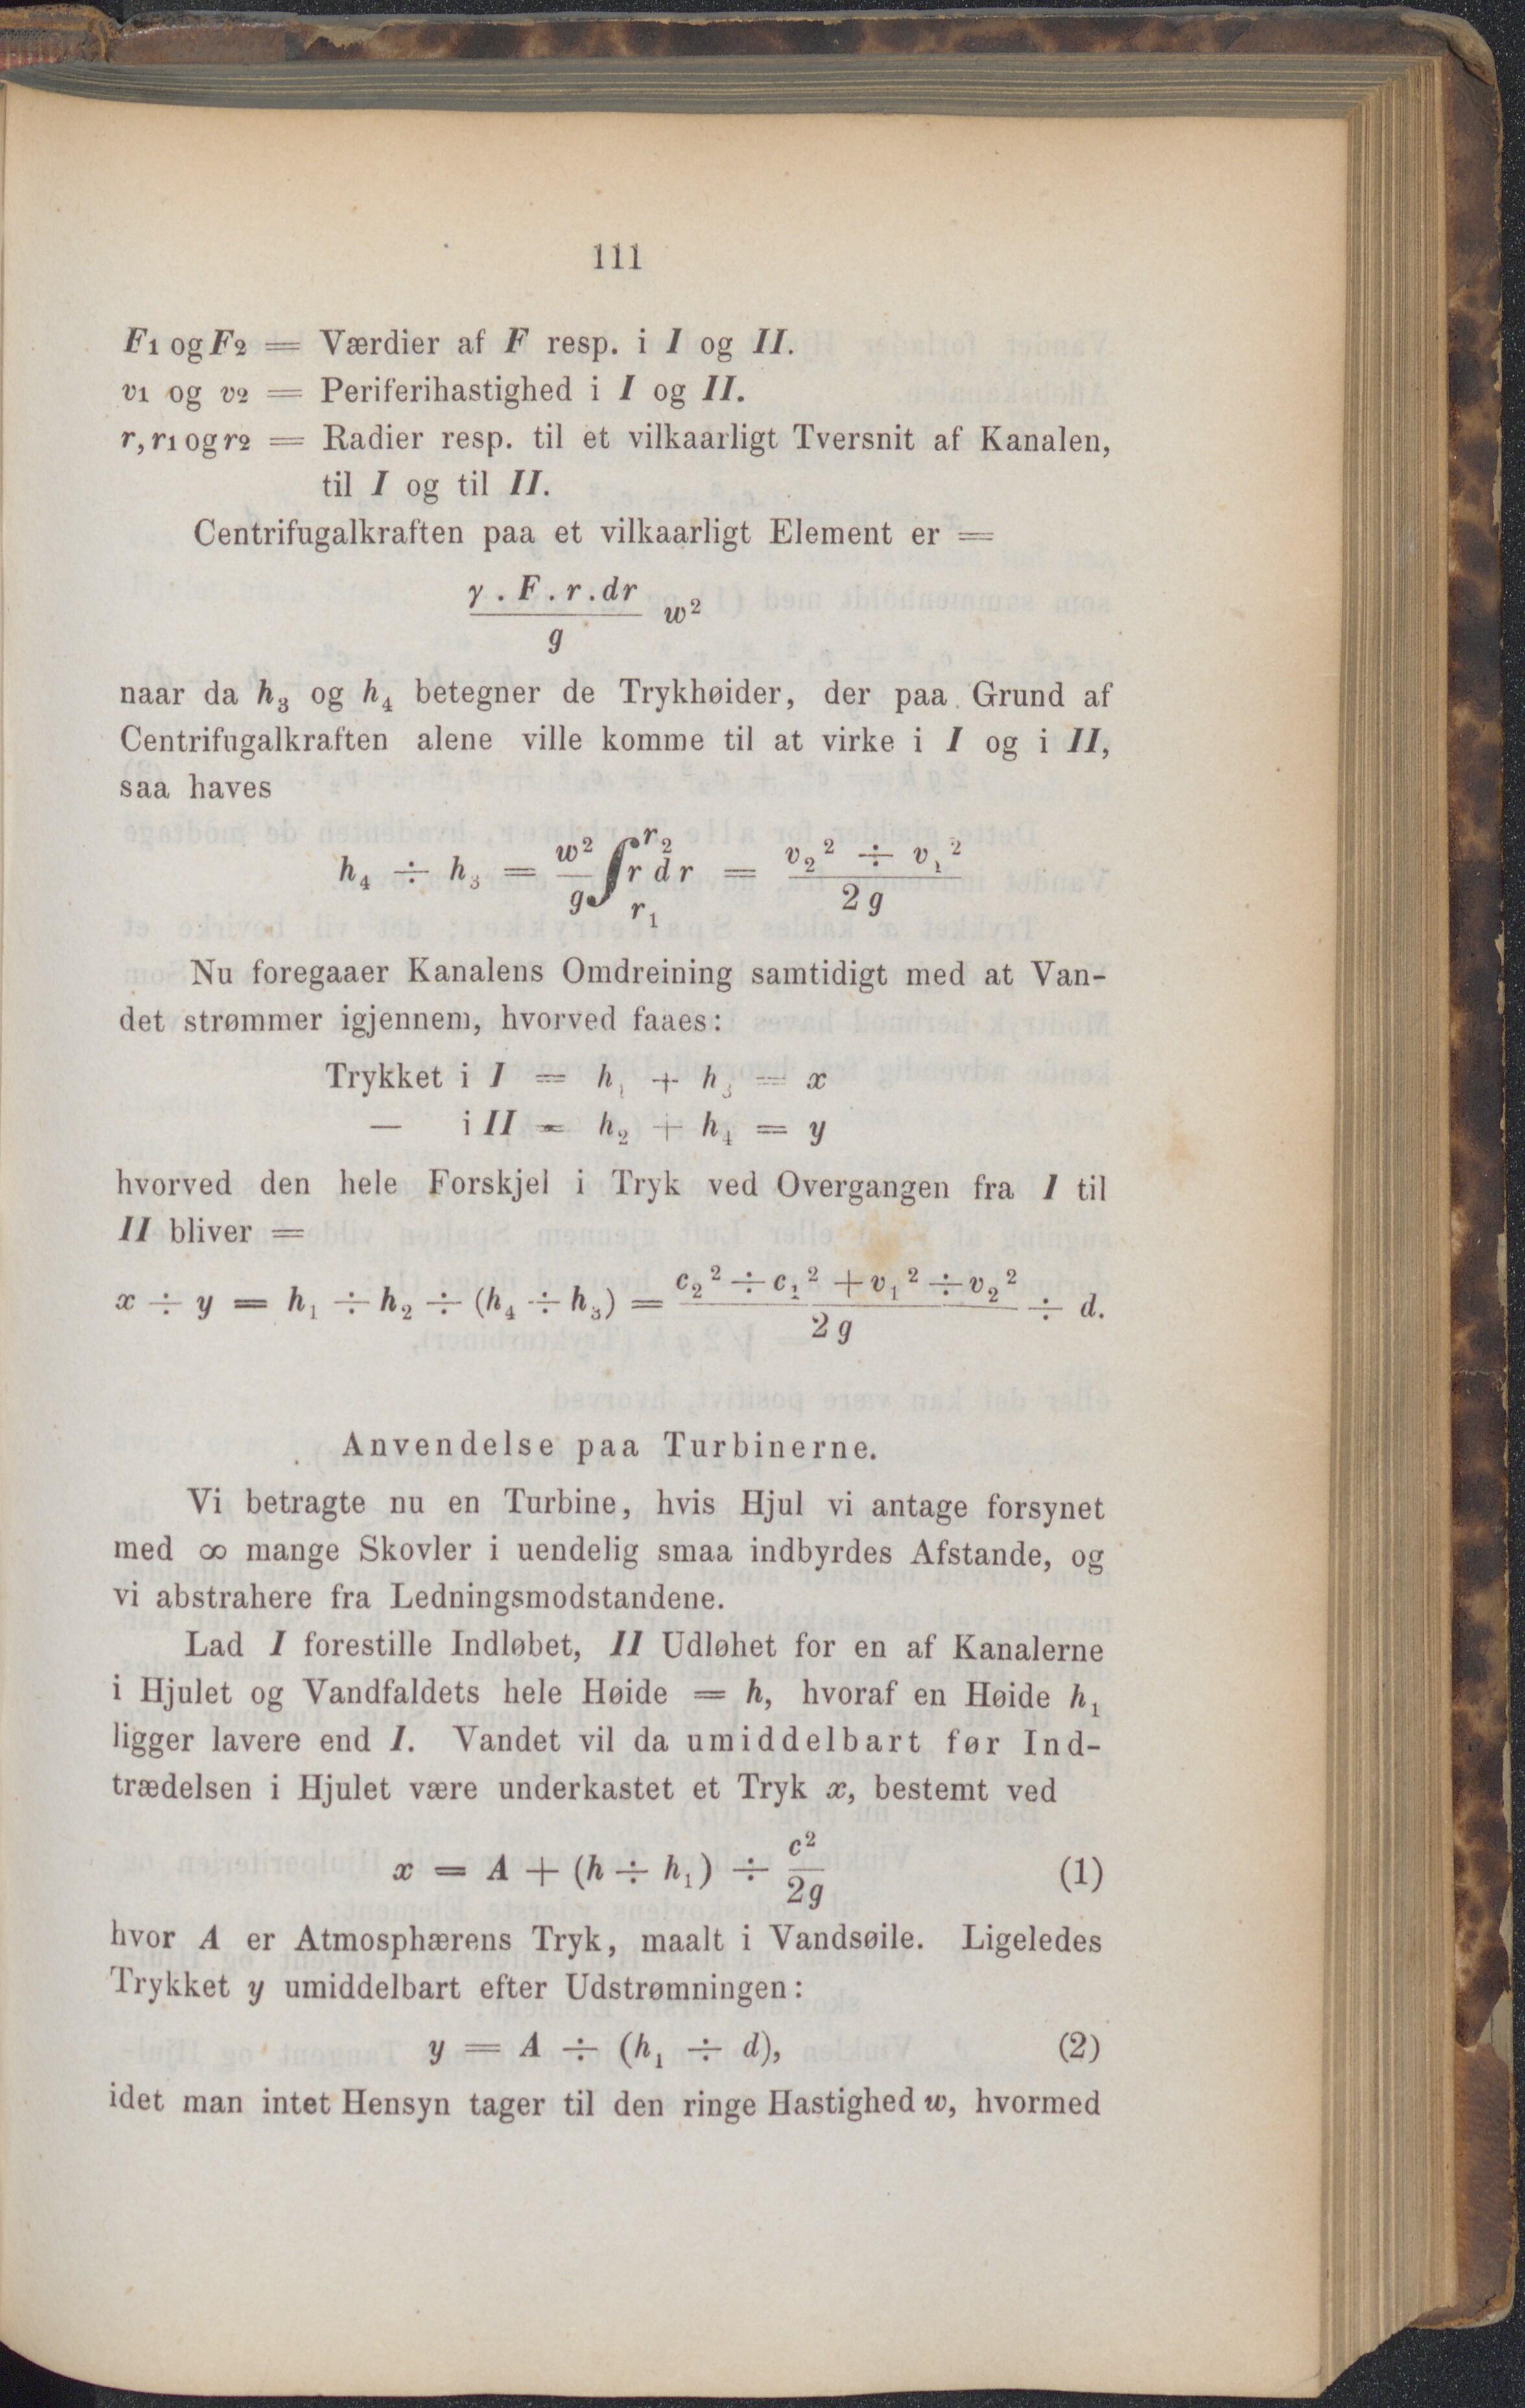 111
F1 og F2 = Værdier af F resp. i I og II.
v1 og v2 = Periferihastighed i I og II.
r, r1 og r2 = Radier resp. til et vilkaarligt Tversnit af Kanalen,
til I og til II.
Centrifugalkraften paa et vilkaarligt Element er =
γ . F . r . dr / g w²
naar da h₃ og h₄ betegner de Trykhøider, der paa Grund af
Centrifugalkraften alene ville komme til at virke i I og i II,
saa haves
h₄ ÷ h₃ = w²/g ∫ r₁ r₂ r dr = (v₂² ÷ v₁²) / 2g
Nu foregaaer Kanalens Omdreining samtidigt med at Van-
det strømmer igjennem, hvorved faaes:
Trykket i I = h₁ + h₃ = x
— i II = h₂ + h₄ = y
hvorved den hele Forskjel i Tryk ved Overgangen fra I til
II bliver =
x ÷ y = h₁ ÷ h₂ ÷ (h₄ ÷ h₃) = (c₂² ÷ c₁² + v₁² ÷ v₂²) / 2g ÷ d.
Anvendelse paa Turbinerne.
Vi betragte nu en Turbine, hvis Hjul vi antage forsynet
med ∞ mange Skovler i uendelig smaa indbyrdes Afstande, og
vi abstrahere fra Ledningsmodstandene.
Lad I forestille Indløbet, II Udløhet for en af Kanalerne
i Hjulet og Vandfaldets hele Høide = h, hvoraf en Høide h₁
ligger lavere end I. Vandet vil da umiddelbart før Ind-
trædelsen i Hjulet være underkastet et Tryk x, bestemt ved
x = A + (h ÷ h₁) ÷ c²/2g (1)
hvor A er Atmosphærens Tryk, maalt i Vandsøile. Ligeledes
Trykket y umiddelbart efter Udstrømningen:
y = A ÷ (h₁ ÷ d), (2)
idet man intet Hensyn tager til den ringe Hastighed w, hvormed